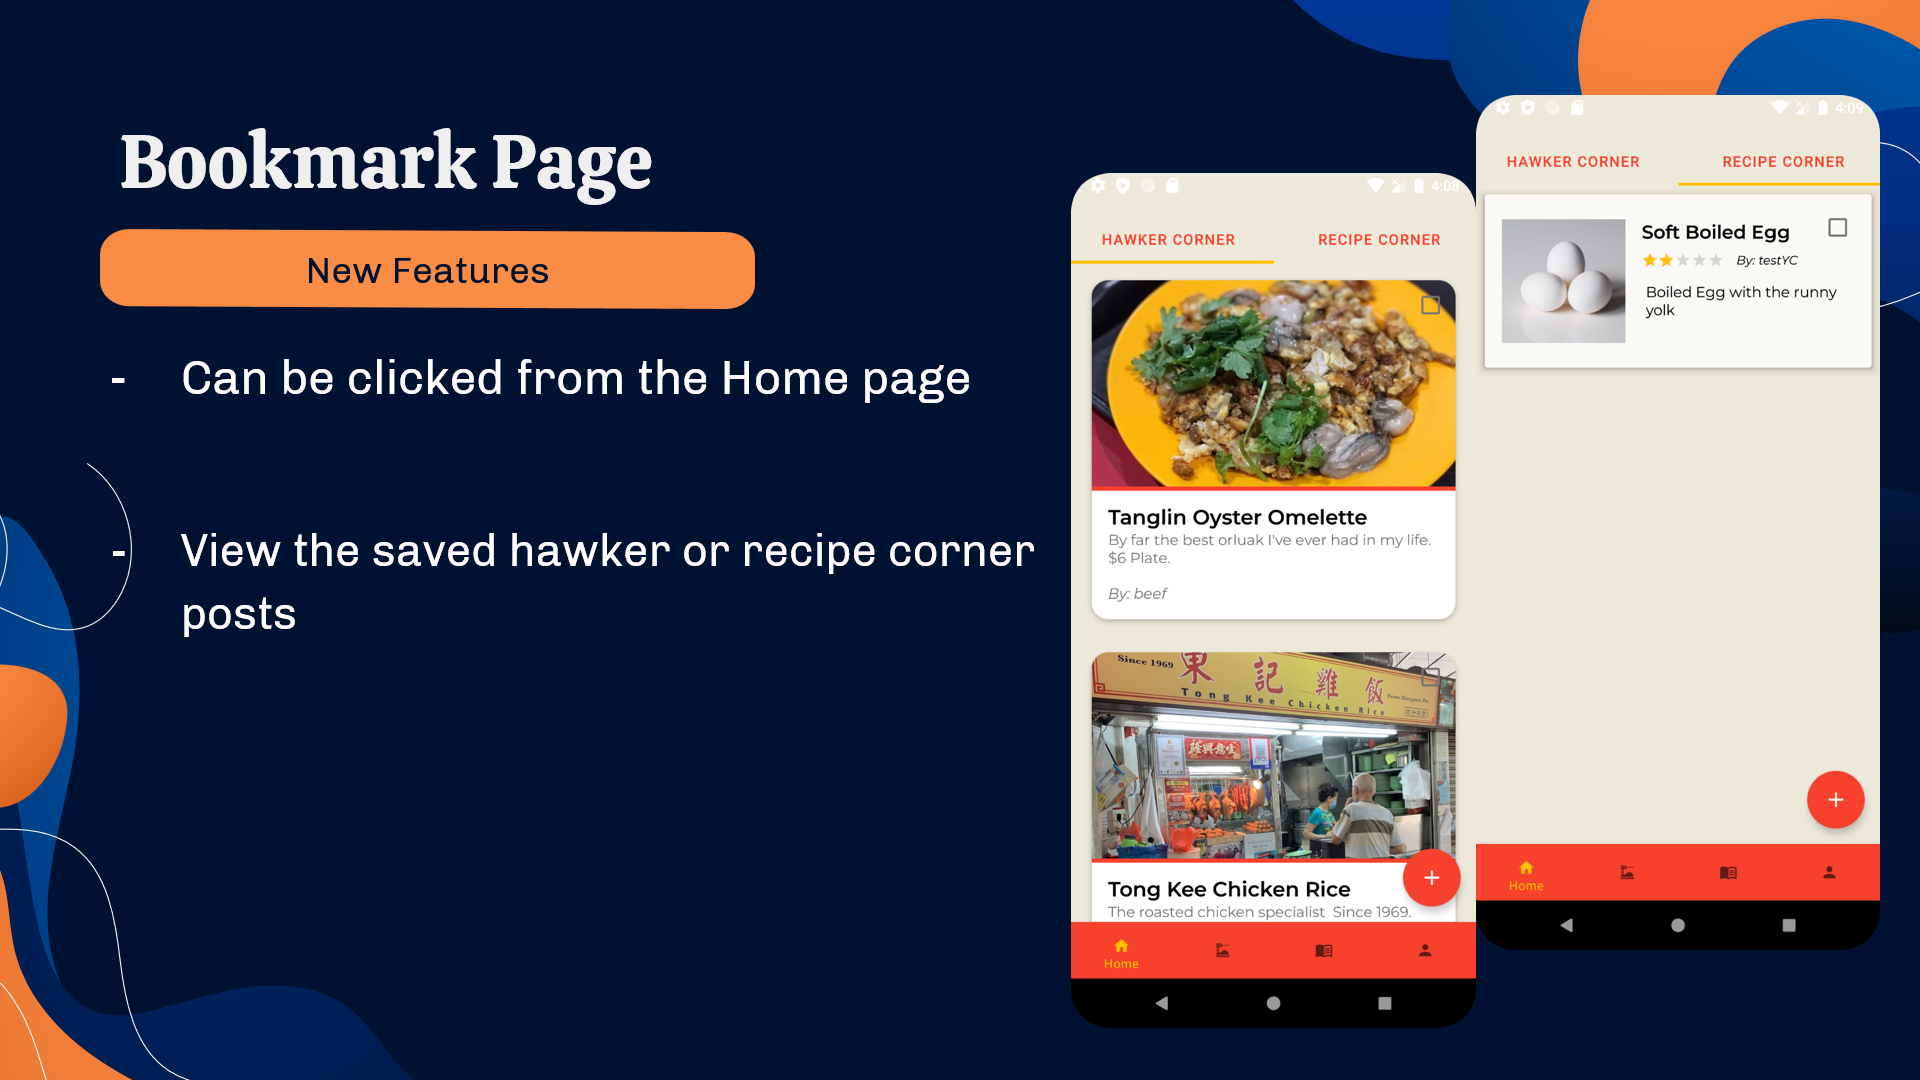 Bookmark Page
New Features
- Can be clicked from the Home page
- View the saved hawker or recipe corner
posts
4:08
HAWKER CORNER
RECIPE CORNER
Tanglin Oyster Omelette
By far the best orluak I've ever had in my life.
$6 Plate.
By: beef
Since 1969
東記雞飯
Tong Kee Chicken Rice
Tong Kee Chicken Rice
The roasted chicken specialist Since 1969.
Home
4:09
HAWKER CORNER
RECIPE CORNER
Soft Boiled Egg
By: testYC
Boiled Egg with the runny
yolk
Home